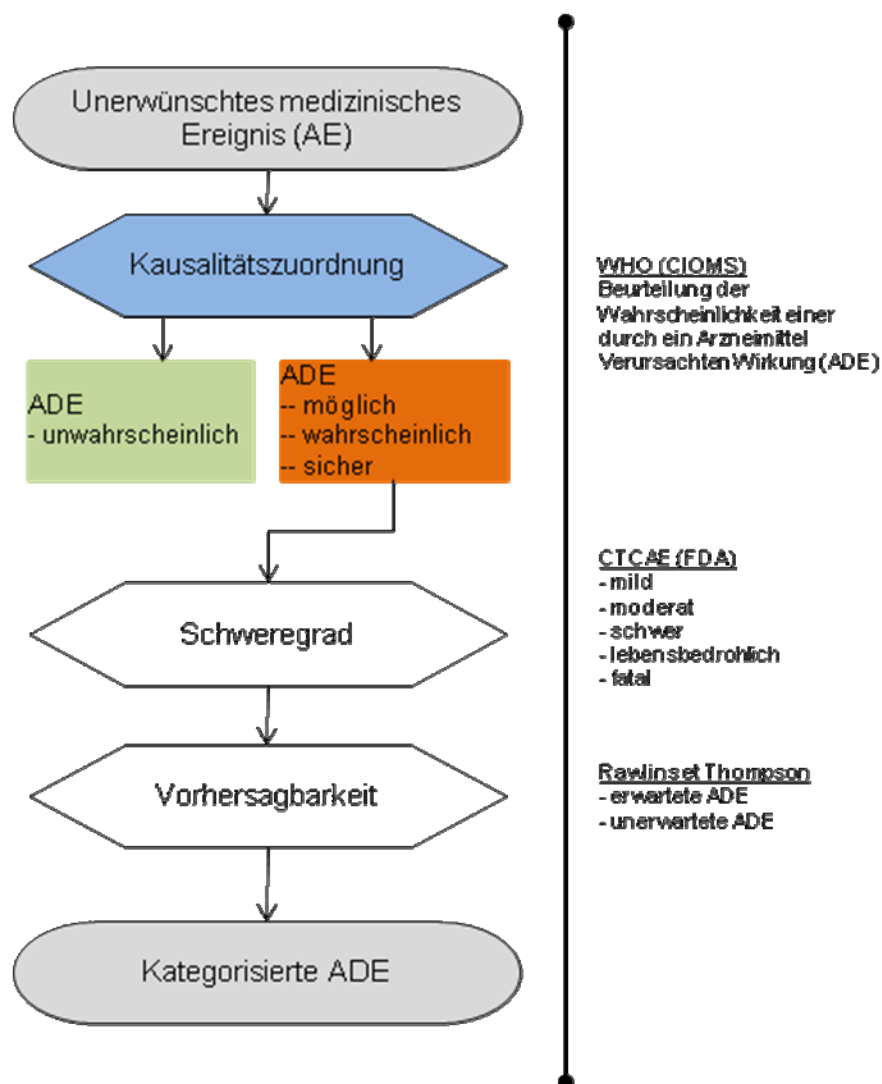 Unerwünschtes medizinisches
Ereignis (AE)
Kausalitätszuordnung
ADE
- unwahrscheinlich
ADE
-- möglich
-- wahrscheinlich
-- sicher
Schweregrad
Vorhersagbarkeit
Kategorisierte ADE
WHO (CIOMS)
Beurteilung der
Wahrscheinlichkeit einer
durch ein Arzneimittel
Verursachten Wirkung (ADE)
CTCAE (FDA)
- mild
- moderat
- schwer
- lebensbedrohlich
- fatal
Rawlins et Thompson
- erwartete ADE
- unerwartete ADE